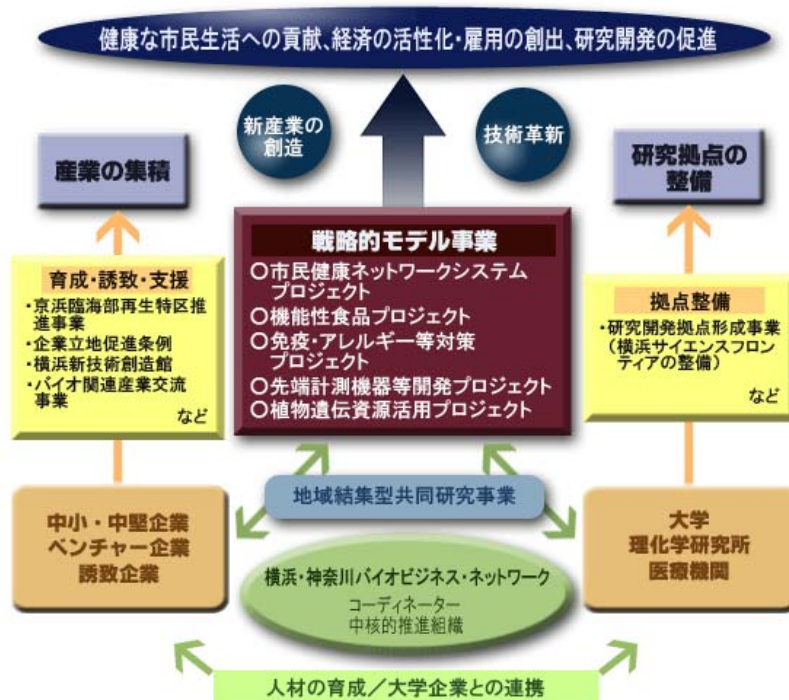 健康な市民生活への貢献、経済の活性化・雇用の創出、研究開発の促進
新産業の
創造
技術革新
産業の集積
研究拠点の
整備
戦略的モデル事業
○市民健康ネットワークシステム
プロジェクト
○機能性食品プロジェクト
○免疫・アレルギー等対策
プロジェクト
○先端計測機器等開発プロジェクト
○植物遺伝資源活用プロジェクト
育成・誘致・支援
・京浜臨海部再生特区推
進事業
・企業立地促進条例
・横浜新技術創造館
・バイオ関連産業交流
事業
など
拠点整備
・研究開発拠点形成事業
（横浜サイエンスフロン
ティアの整備）
など
地域結集型共同研究事業
中小・中堅企業
ベンチャー企業
誘致企業
大学
理化学研究所
医療機関
横浜・神奈川バイオビジネス・ネットワーク
コーディネーター
中核的推進組織
人材の育成／大学企業との連携